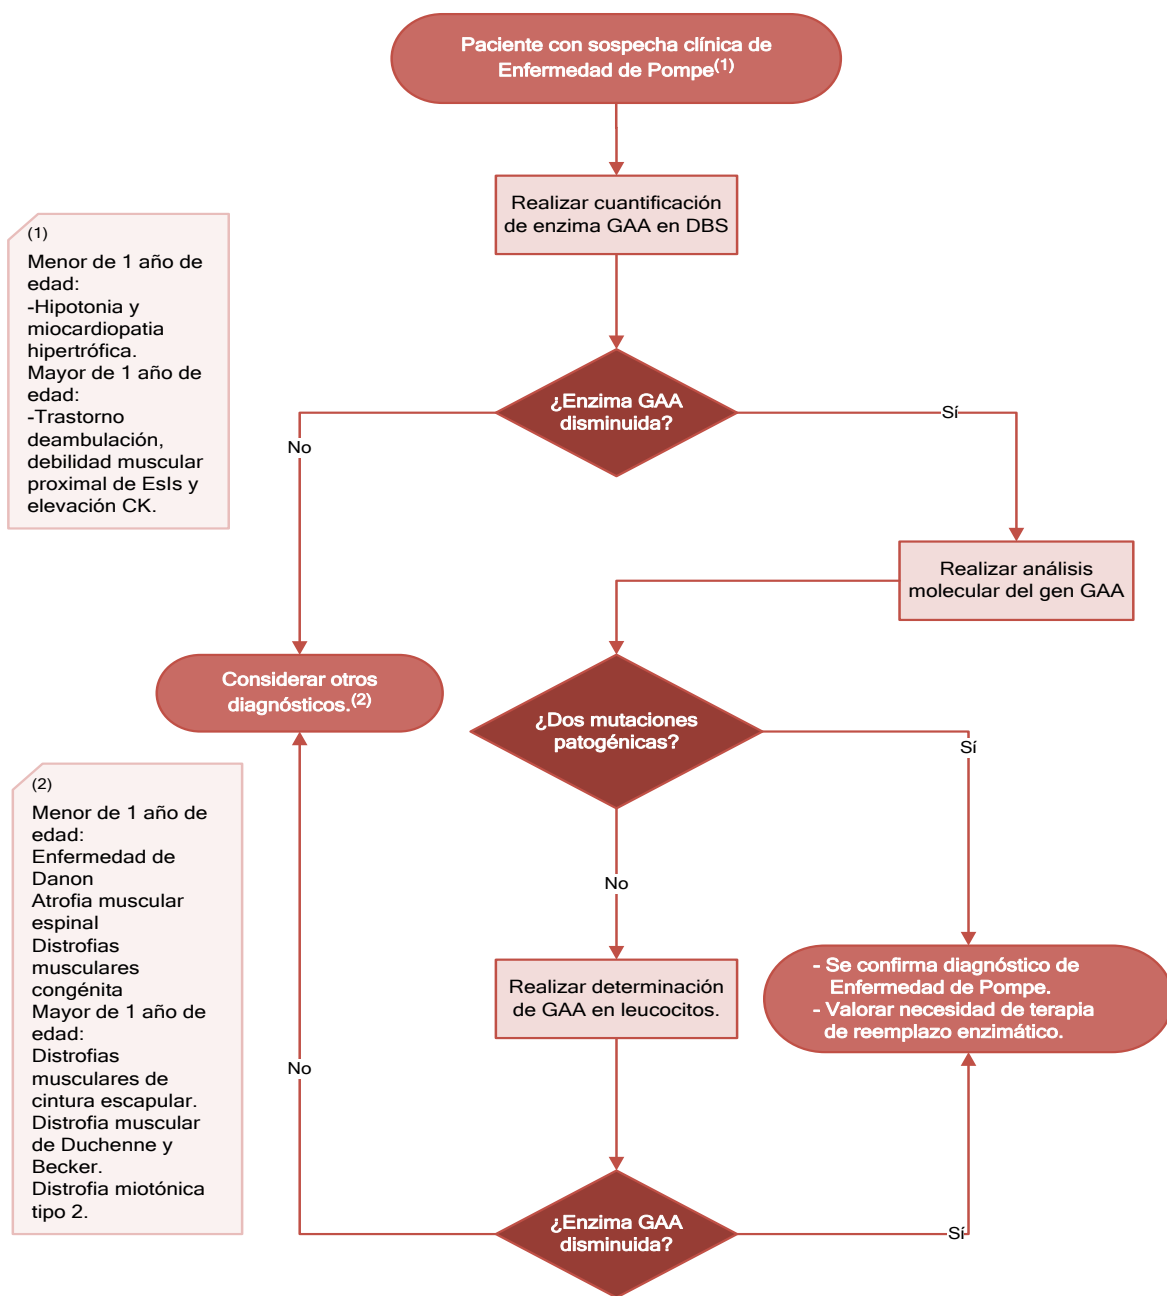 Paciente con sospecha clínica de
Enfermedad de Pompe(1)
Realizar cuantificación
de enzima GAA en DBS
(1)
Menor de 1 año de
edad:
-Hipotonia y
miocardiopatia
hipertrófica.
Mayor de 1 año de
edad:
-Trastorno
deambulación,
debilidad muscular
proximal de EsIs y
elevación CK.
¿Enzima GAA
disminuida?
Sí
No
Realizar análisis
molecular del gen GAA
Considerar otros
diagnósticos.(2)
¿Dos mutaciones
patogénicas?
Sí
No
(2)
Menor de 1 año de
edad:
Enfermedad de
Danon
Atrofia muscular
espinal
Distrofias
musculares
congénita
Mayor de 1 año de
edad:
Distrofias
musculares de
cintura escapular.
Distrofia muscular
de Duchenne y
Becker.
Distrofia miotónica
tipo 2.
Realizar determinación
de GAA en leucocitos.
- Se confirma diagnóstico de
Enfermedad de Pompe.
- Valorar necesidad de terapia
de reemplazo enzimático.
No
¿Enzima GAA
disminuida?
Sí